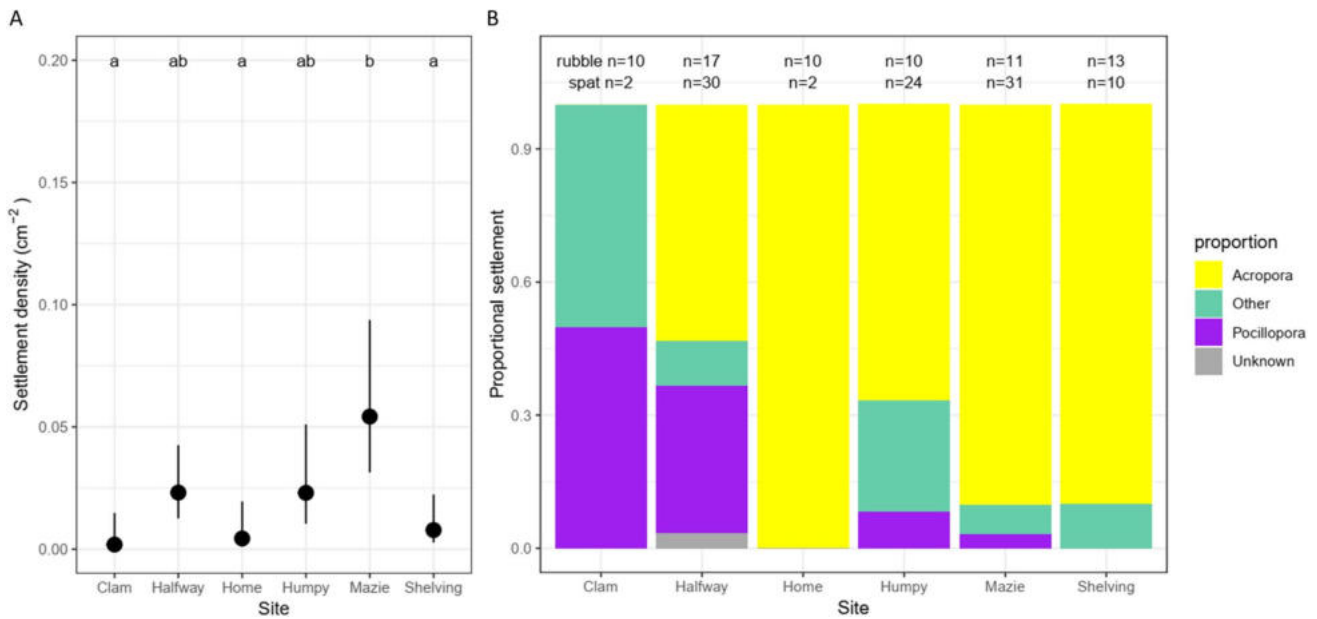 A
B
0.20
0.15
0.10
0.05
0.00
Settlement density (cm⁻²)
a ab a ab b a
Clam Halfway Home Humpy Mazie Shelving
Site
rubble n=10 n=17 n=10 n=10 n=11 n=13
spat n=2 n=30 n=2 n=24 n=31 n=10
0.9
0.6
0.3
0.0
Proportional settlement
Clam Halfway Home Humpy Mazie Shelving
Site
proportion
Acropora
Other
Pocillopora
Unknown